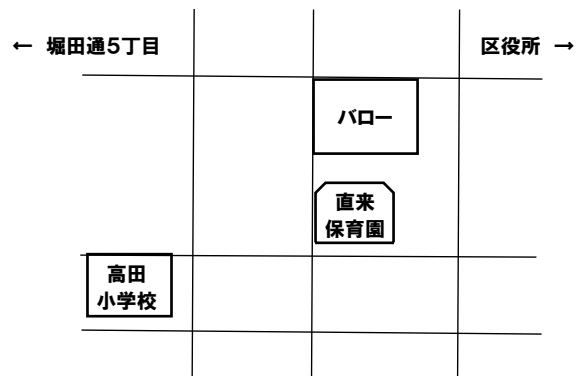 ← 堀田通5丁目
区役所 →
バロー
直来
保育園
高田
小学校